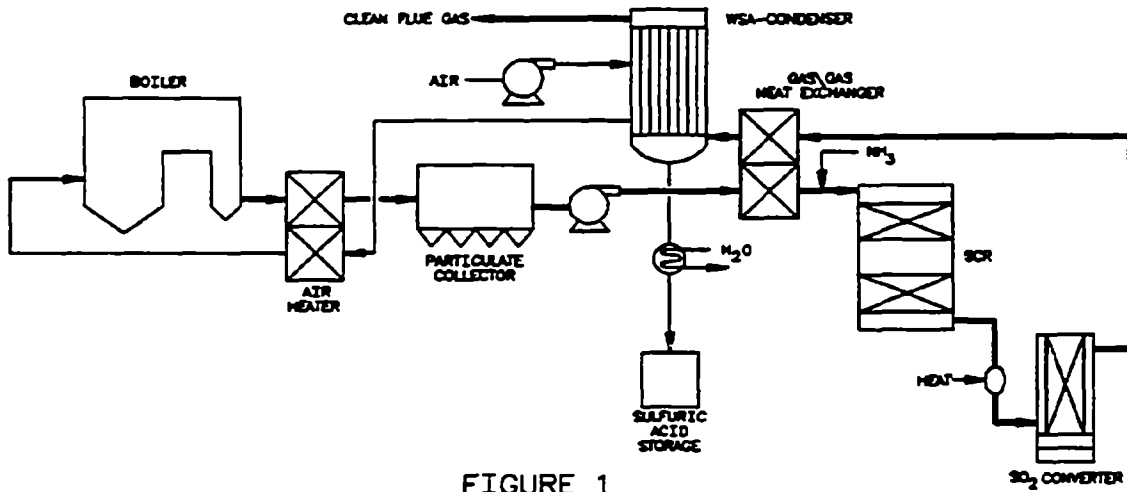 CLEAN FLUE GAS
WSA-CONDENSER
BOILER
AIR
GAS\GAS
HEAT EXCHANGER
NH3
H2O
SCR
PARTICULATE
COLLECTOR
AIR
HEATER
HEAT
SULFURIC
ACID
STORAGE
SO2 CONVERTER
FIGURE 1